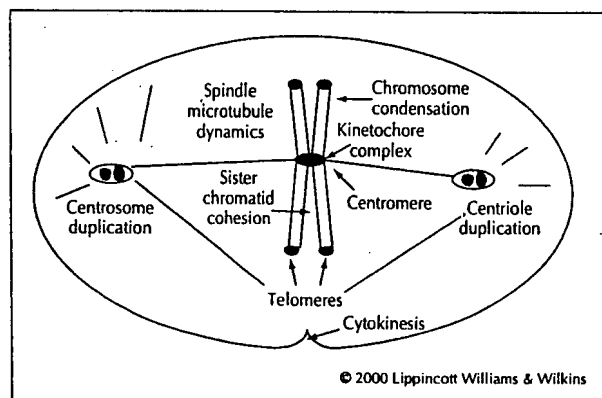 Spindle
microtubule
dynamics
Chromosome
condensation
Kinetochore
complex
Sister
chromatid
cohesion
Centromere
Centrosome
duplication
Centriole
duplication
Telomeres
Cytokinesis
© 2000 Lippincott Williams & Wilkins